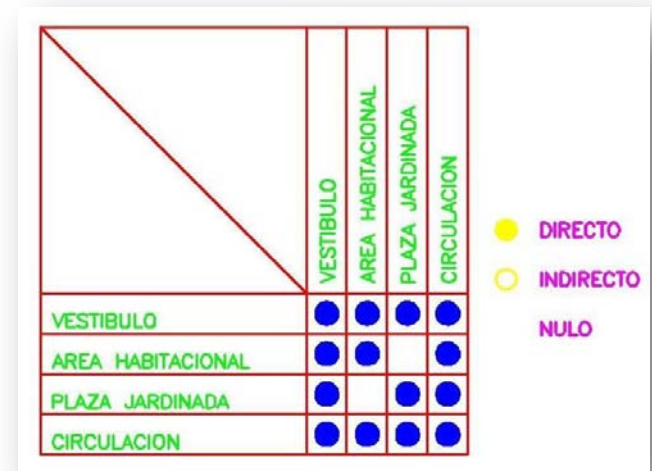 VESTIBULO
AREA HABITACIONAL
PLAZA JARDINADA
CIRCULACION
VESTIBULO
AREA HABITACIONAL
PLAZA JARDINADA
CIRCULACION
DIRECTO
INDIRECTO
NULO